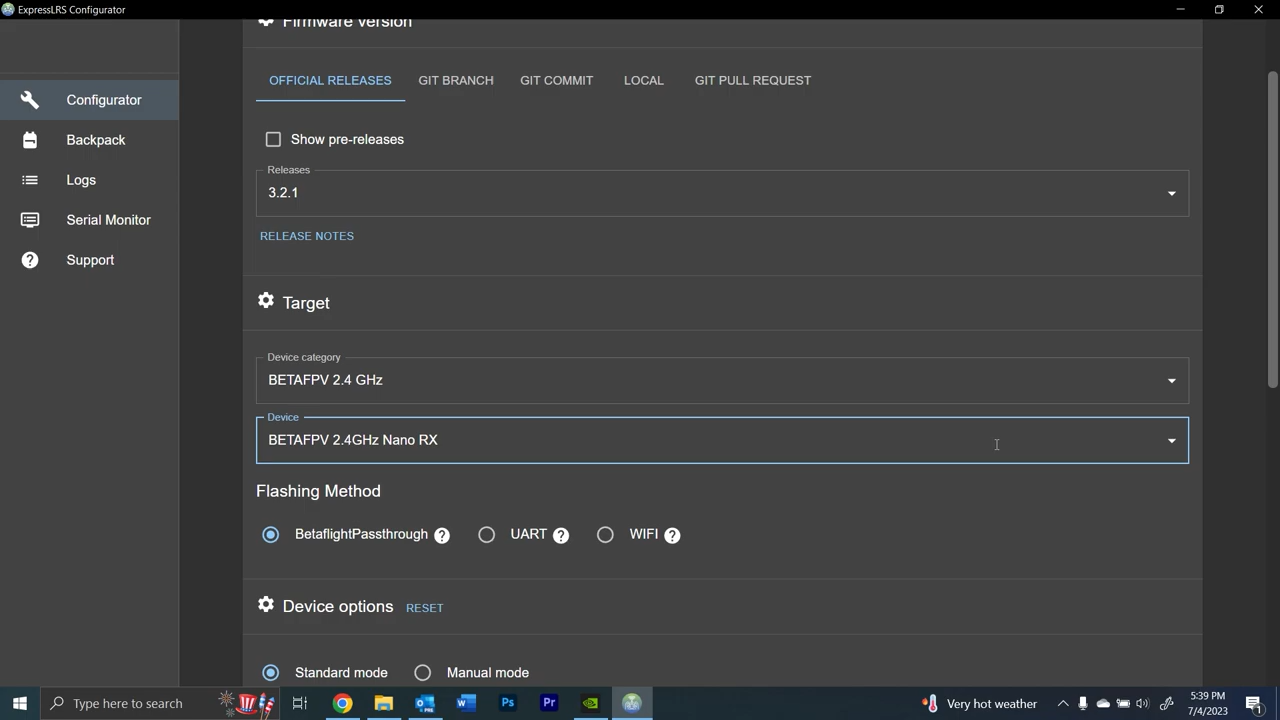 ExpressLRS Configurator
Firmware version
OFFICIAL RELEASES
GIT BRANCH
GIT COMMIT
LOCAL
GIT PULL REQUEST
Configurator
Backpack
Logs
Serial Monitor
Support
Show pre-releases
Releases
3.2.1
RELEASE NOTES
Target
Device category
BETAFPV 2.4 GHz
Device
BETAFPV 2.4GHz Nano RX
Flashing Method
BetaflightPassthrough
UART
WIFI
Device options RESET
Standard mode
Manual mode
Type here to search
Very hot weather
5:39 PM
7/4/2023